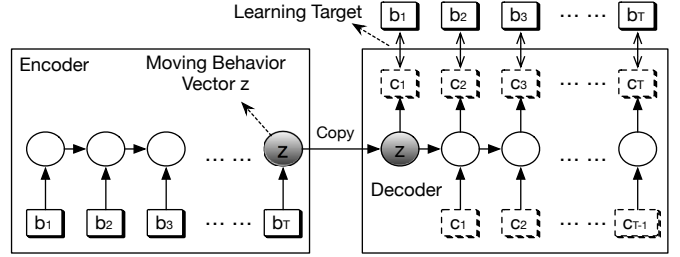 Learning Target
b1 b2 b3 ... ... bT
Encoder
Moving Behavior
Vector z
c1 c2 c3 ... ... cT
... ... z
Copy
z ... ...
Decoder
b1 b2 b3 ... ... bT
c1 c2 ... ... cT-1